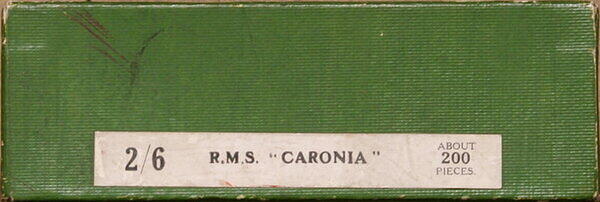 2/6 R.M.S. "CARONIA" ABOUT
200
PIECES.